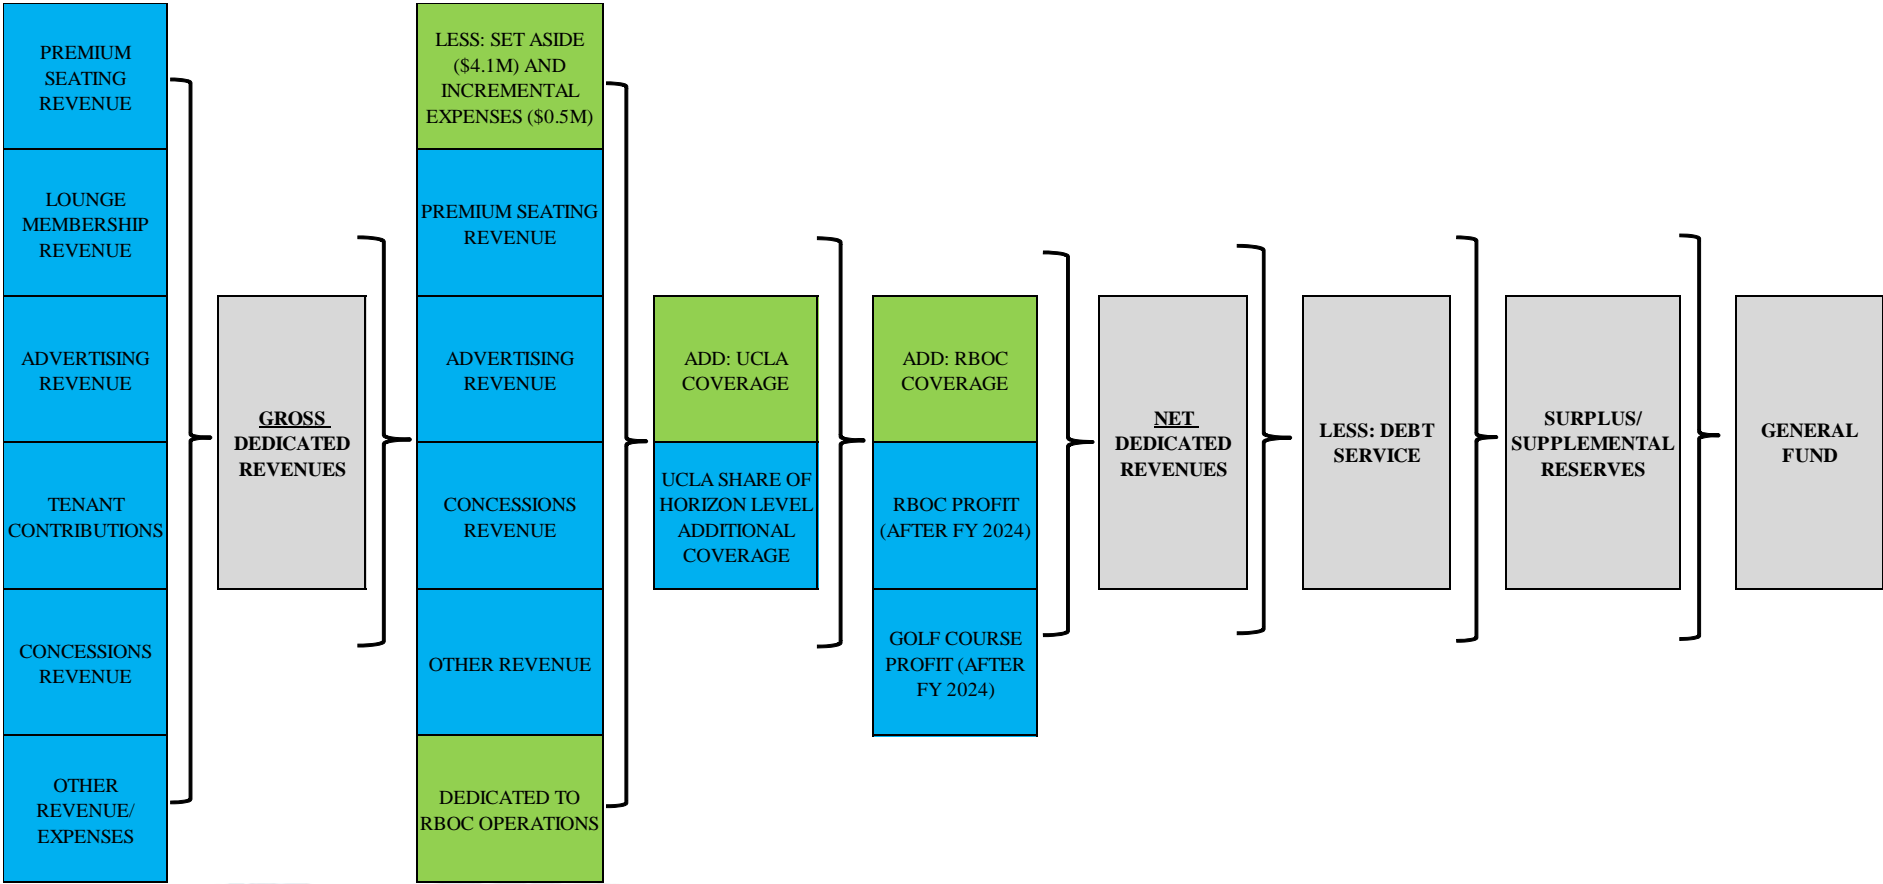 PREMIUM
SEATING
REVENUE
LOUNGE
MEMBERSHIP
REVENUE
ADVERTISING
REVENUE
TENANT
CONTRIBUTIONS
CONCESSIONS
REVENUE
OTHER
REVENUE/
EXPENSES
GROSS
DEDICATED
REVENUES
LESS: SET ASIDE
($4.1M) AND
INCREMENTAL
EXPENSES ($0.5M)
PREMIUM SEATING
REVENUE
ADVERTISING
REVENUE
CONCESSIONS
REVENUE
OTHER REVENUE
DEDICATED TO
RBOC OPERATIONS
ADD: UCLA
COVERAGE
UCLA SHARE OF
HORIZON LEVEL
ADDITIONAL
COVERAGE
ADD: RBOC
COVERAGE
RBOC PROFIT
(AFTER FY 2024)
GOLF COURSE
PROFIT (AFTER
FY 2024)
NET
DEDICATED
REVENUES
LESS: DEBT
SERVICE
SURPLUS/
SUPPLEMENTAL
RESERVES
GENERAL
FUND